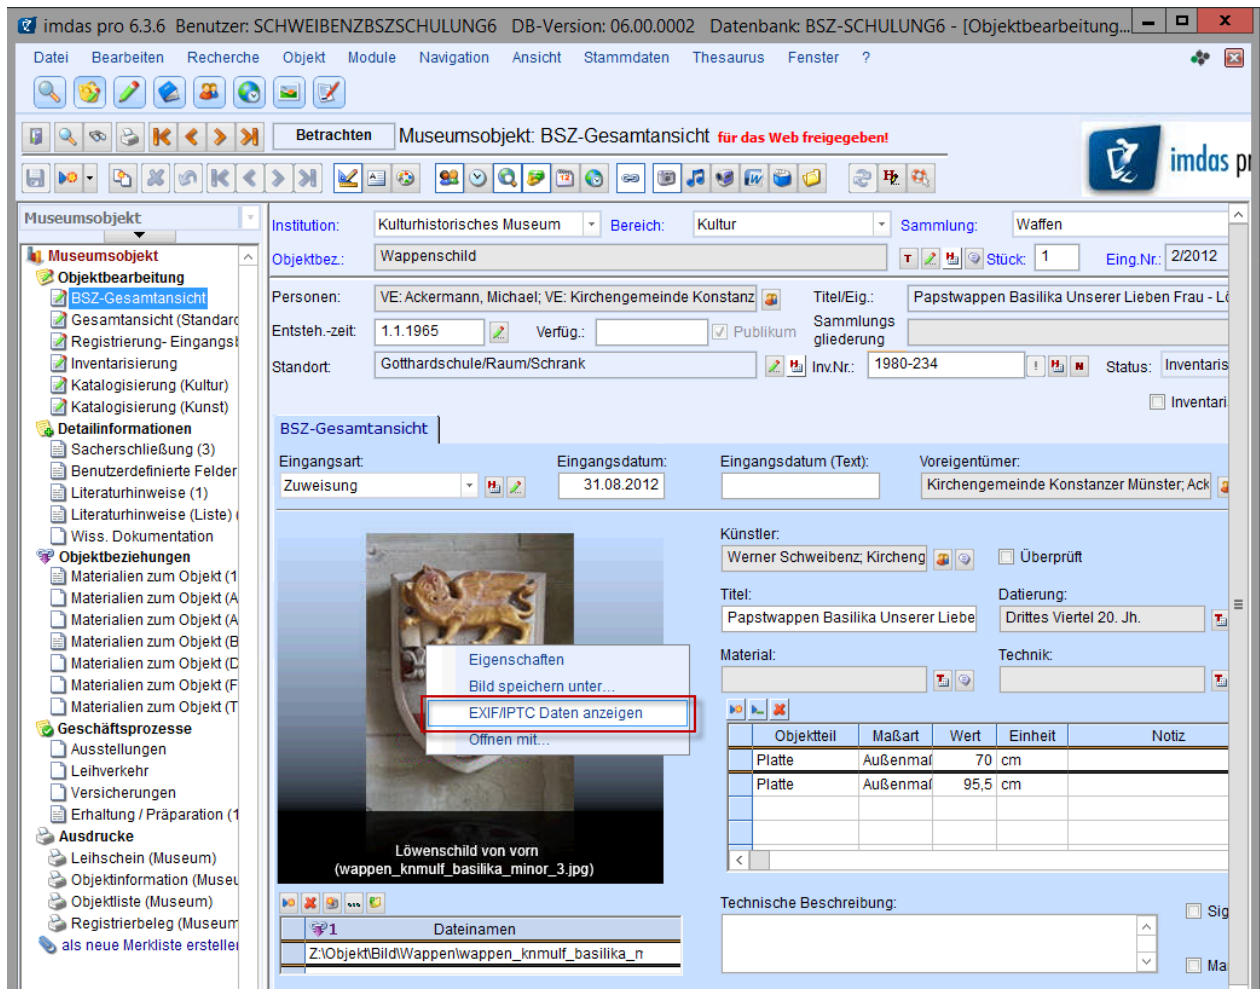 imdas pro 6.3.6 Benutzer: SCHWEIBENZBSZSCHULUNG6 DB-Version: 06.00.0002 Datenbank: BSZ-SCHULUNG6 - [Objektbearbeitung...
Datei Bearbeiten Recherche Objekt Module Navigation Ansicht Stammdaten Thesaurus Fenster ?
Betrachten Museumsobjekt: BSZ-Gesamtansicht für das Web freigegeben!
imdas pr
Museumsobjekt
Museumsobjekt
Objektbearbeitung
BSZ-Gesamtansicht
Gesamtansicht (Standard
Registrierung- Eingangsb
Inventarisierung
Katalogisierung (Kultur)
Katalogisierung (Kunst)
Detailinformationen
Sacherschließung (3)
Benutzerdefinierte Felder
Literaturhinweise (1)
Literaturhinweise (Liste) (
Wiss. Dokumentation
Objektbeziehungen
Materialien zum Objekt (1
Materialien zum Objekt (A
Materialien zum Objekt (A
Materialien zum Objekt (B
Materialien zum Objekt (D
Materialien zum Objekt (F
Materialien zum Objekt (T
Geschäftsprozesse
Ausstellungen
Leihverkehr
Versicherungen
Erhaltung / Präparation (1
Ausdrucke
Leihschein (Museum)
Objektinformation (Museu
Objektliste (Museum)
Registrierbeleg (Museum
als neue Merkliste ersteller
Institution: Kulturhistorisches Museum Bereich: Kultur Sammlung: Waffen
Objektbez.: Wappenschild Stück: 1 Eing.Nr.: 2/2012
Personen: VE: Ackermann, Michael; VE: Kirchengemeinde Konstanz Titel/Eig.: Papstwappen Basilika Unserer Lieben Frau - Lö
Entsteh.-zeit: 1.1.1965 Verfüg.: Publikum Sammlungs
gliederung
Standort: Gotthardschule/Raum/Schrank Inv.Nr.: 1980-234 Status: Inventaris
Inventari
BSZ-Gesamtansicht
Eingangsart: Eingangsdatum: Eingangsdatum (Text): Voreigentümer:
Zuweisung 31.08.2012 Kirchengemeinde Konstanzer Münster; Ack
Künstler:
Werner Schweibenz; Kircheng Überprüft
Titel: Datierung:
Papstwappen Basilika Unserer Liebe Drittes Viertel 20. Jh.
Material: Technik:
Eigenschaften
Bild speichern unter...
EXIF/IPTC Daten anzeigen
Öffnen mit...
Objektteil Maßart Wert Einheit Notiz
Platte Außenmaß 70 cm
Platte Außenmaß 95,5 cm
Löwenschild von vorn
(wappen_knmulf_basilika_minor_3.jpg)
1 Dateinamen
Z:\Objekt\Bild\Wappen\wappen_knmulf_basilika_m
Technische Beschreibung:
Sig
Ma